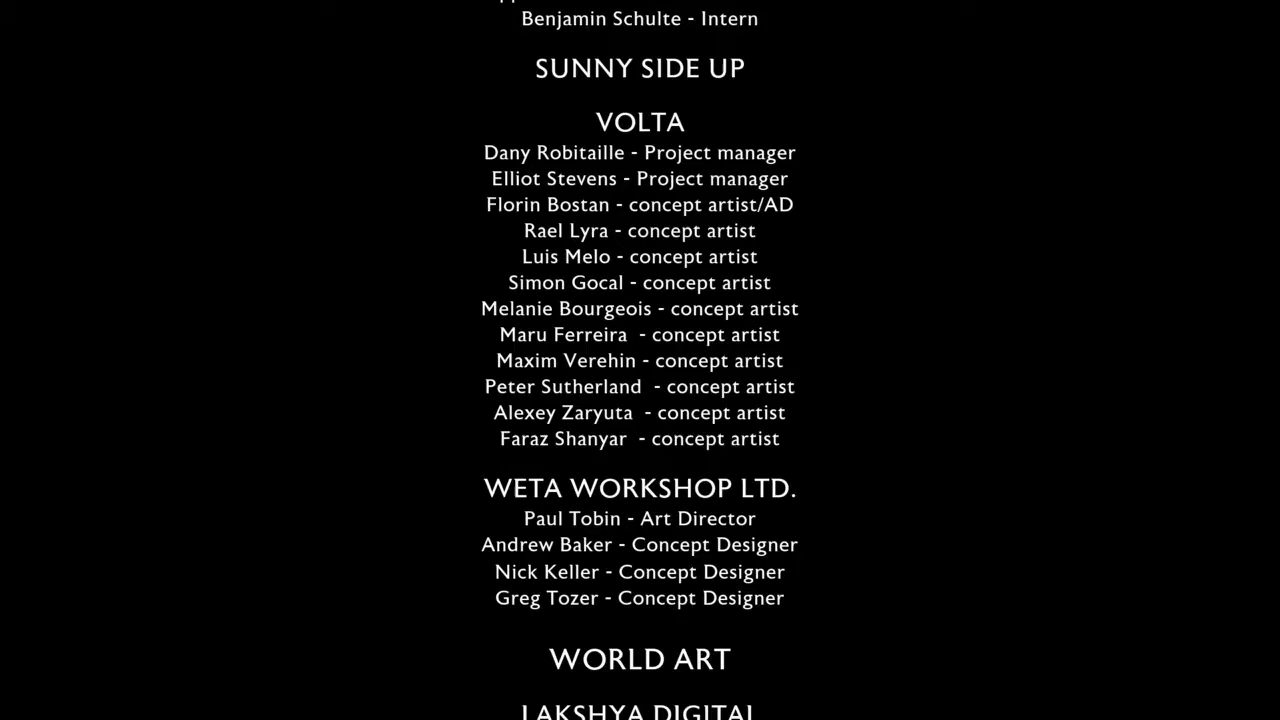 Benjamin Schulte - Intern
SUNNY SIDE UP
VOLTA
Dany Robitaille - Project manager
Elliot Stevens - Project manager
Florin Bostan - concept artist/AD
Rael Lyra - concept artist
Luis Melo - concept artist
Simon Gocal - concept artist
Melanie Bourgeois - concept artist
Maru Ferreira  - concept artist
Maxim Verehin - concept artist
Peter Sutherland  - concept artist
Alexey Zaryuta  - concept artist
Faraz Shanyar  - concept artist
WETA WORKSHOP LTD.
Paul Tobin - Art Director
Andrew Baker - Concept Designer
Nick Keller - Concept Designer
Greg Tozer - Concept Designer
WORLD ART
LAKSHYA DIGITAL